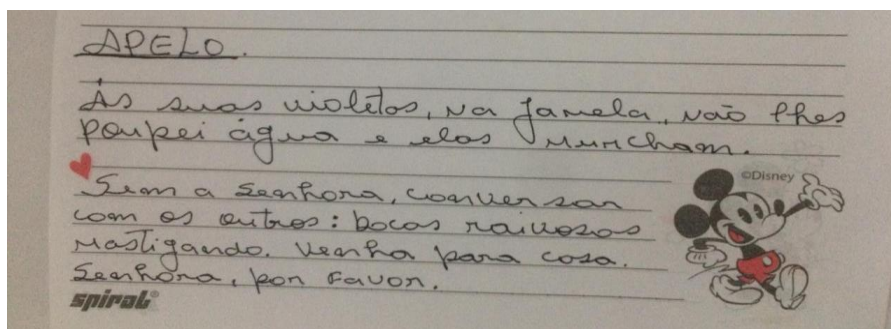 APELO.
Às suas violetas, na janela, não lhes
poupei água e elas murcham.
©Disney
Sem a Senhora, conversar
com os outros: bocas raivosas
mastigando. Venha para casa.
Senhora, por favor.
spiral®